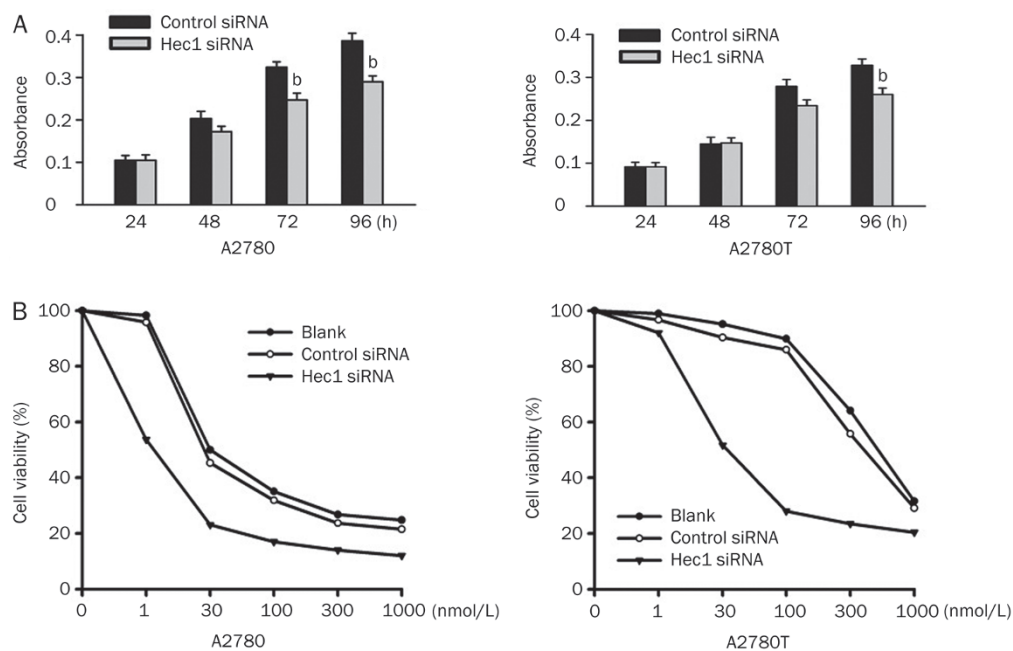 A
Control siRNA
Hec1 siRNA
Absorbance
0.4
0.3
0.2
0.1
0
b
b
24 48 72 96 (h)
A2780
Control siRNA
Hec1 siRNA
Absorbance
0.4
0.3
0.2
0.1
0
b
24 48 72 96 (h)
A2780T
B
Cell viability (%)
100
80
60
40
20
0
Blank
Control siRNA
Hec1 siRNA
0 1 30 100 300 1000 (nmol/L)
A2780
Cell viability (%)
100
80
60
40
20
0
Blank
Control siRNA
Hec1 siRNA
0 1 30 100 300 1000 (nmol/L)
A2780T